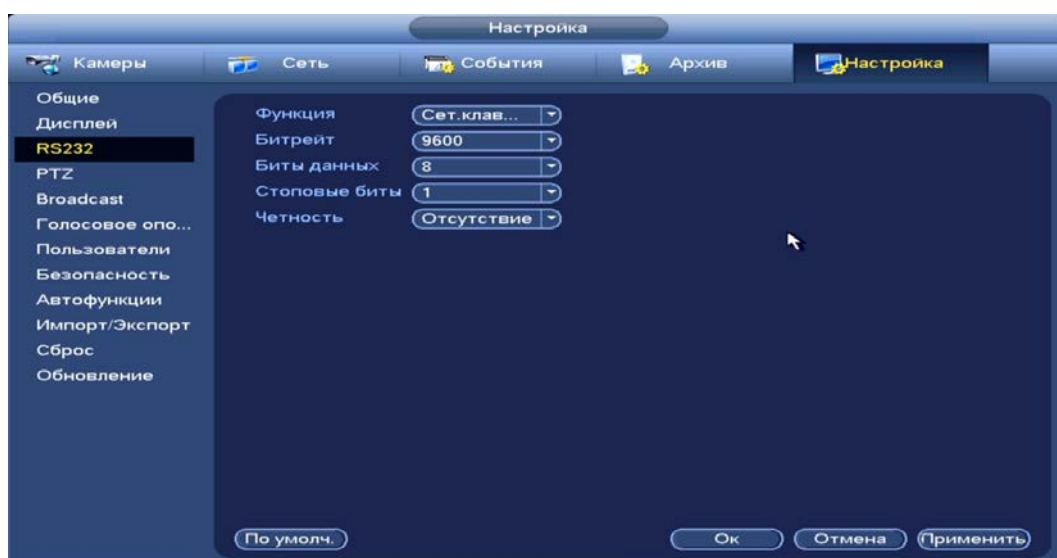 Настройка
Камеры Сеть События Архив Настройка
Общие
Дисплей
RS232
PTZ
Broadcast
Голосовое опо...
Пользователи
Безопасность
Автофункции
Импорт/Экспорт
Сброс
Обновление
Функция Сет.клав...
Битрейт 9600
Биты данных 8
Стоповые биты 1
Четность Отсутствие
По умолч. Ок Отмена Применить